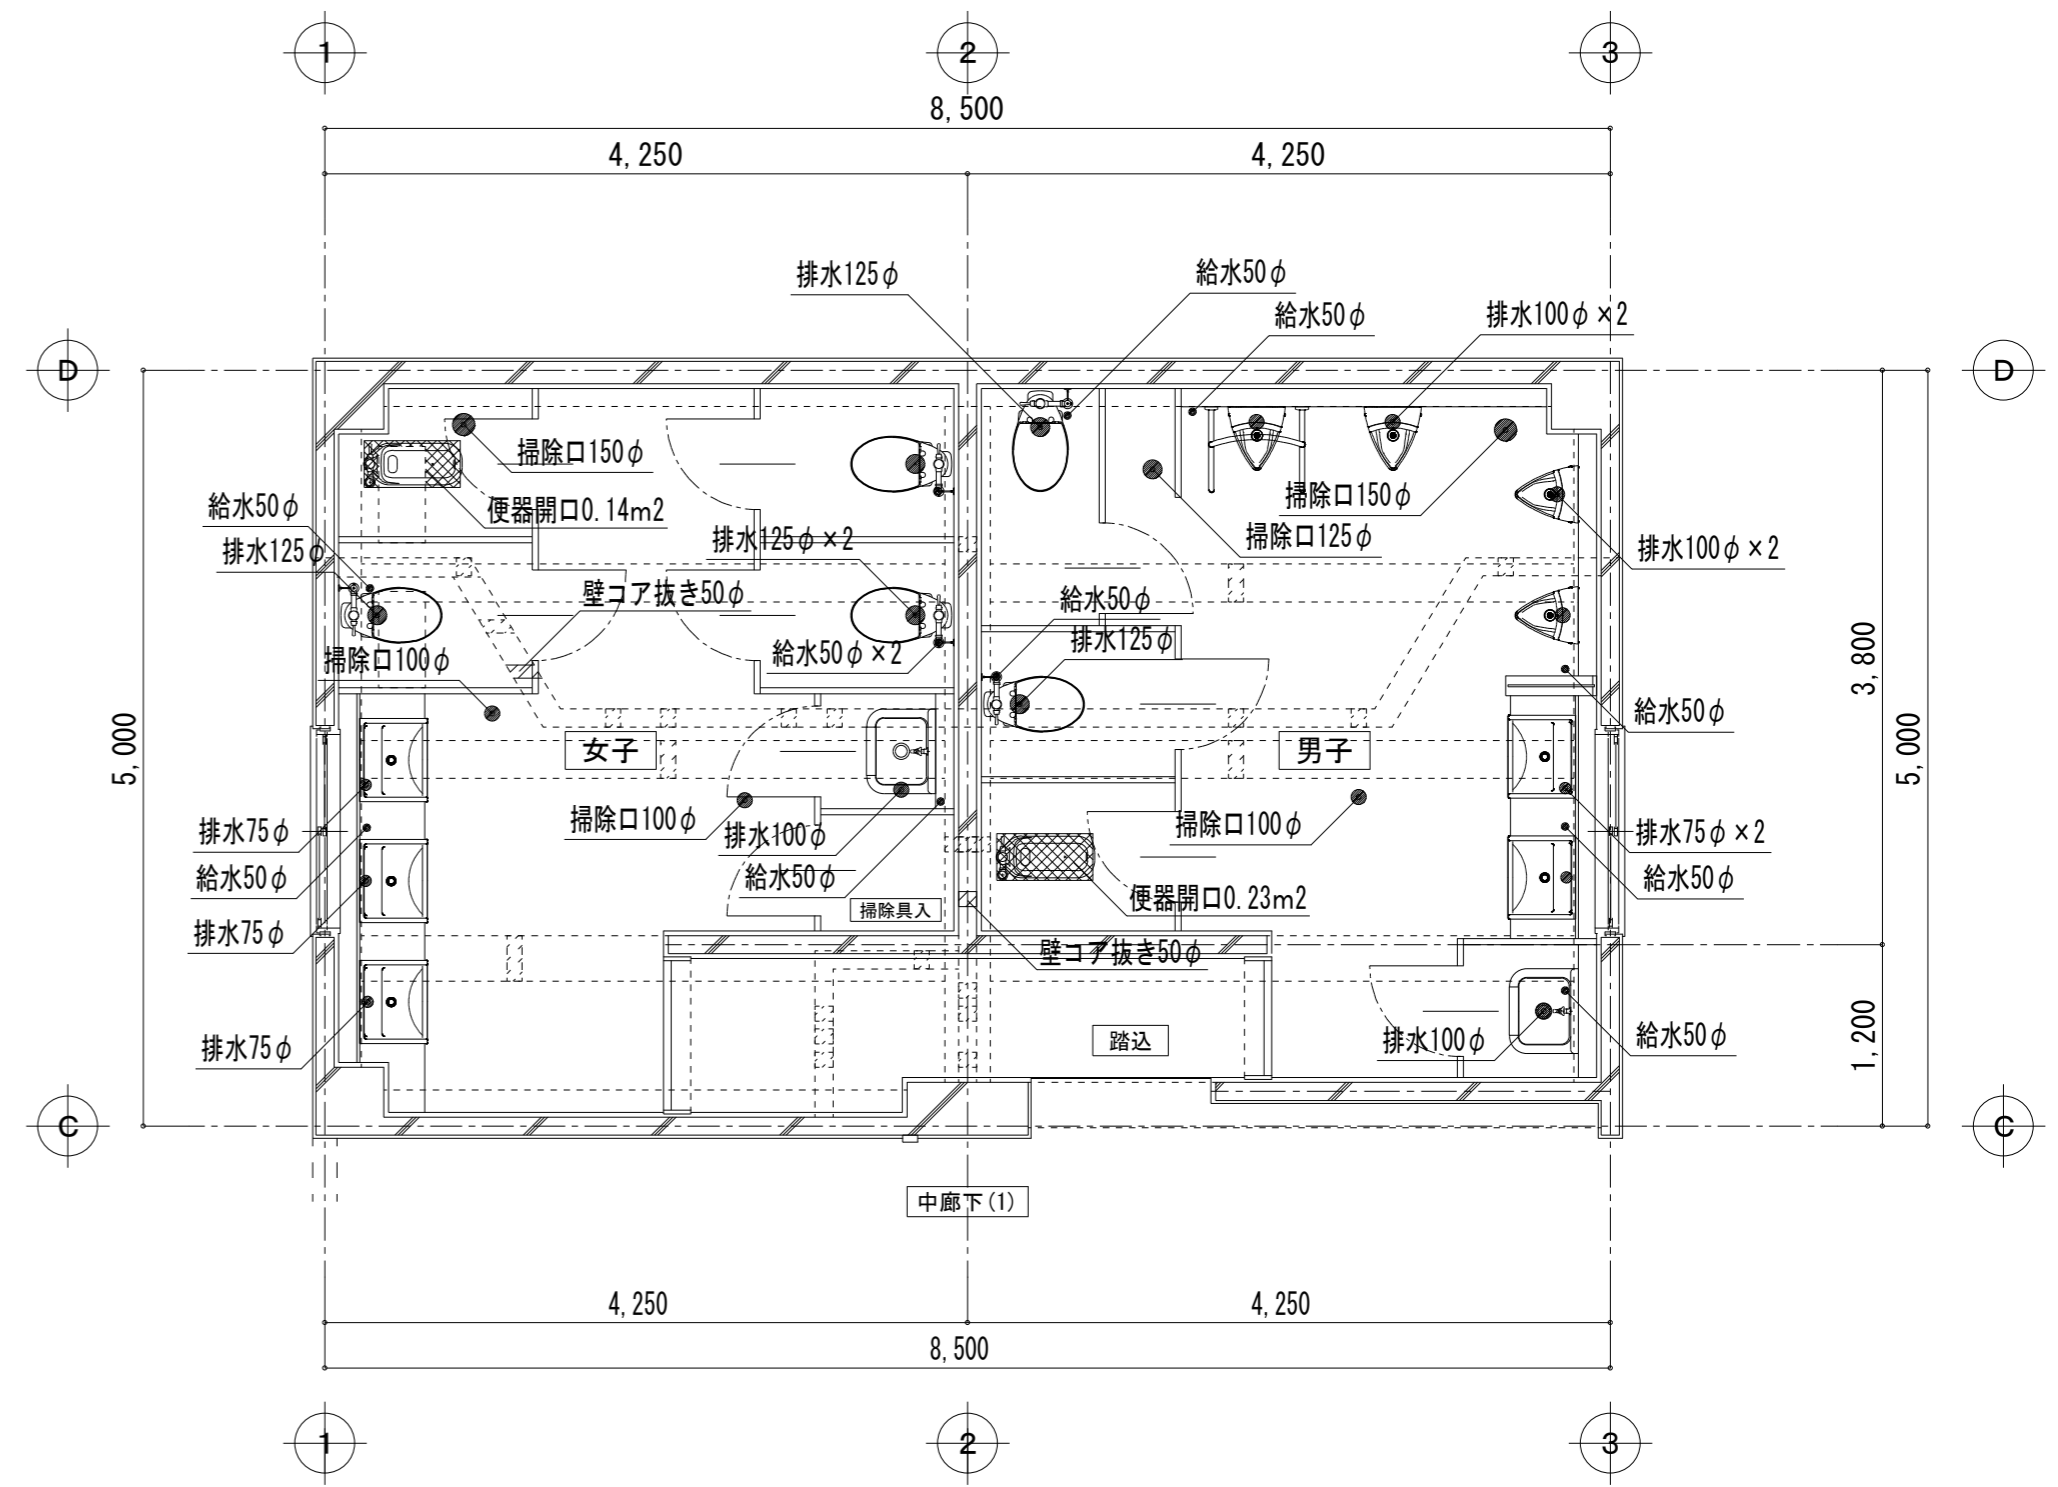 1
2
3
8,500
4,250
4,250
排水125φ
給水50φ
給水50φ
排水100φ×2
D
D
掃除口150φ
便器開口0.14m2
給水50φ
排水125φ
排水125φ×2
掃除口150φ
掃除口125φ
排水100φ×2
壁コア抜き50φ
給水50φ
排水125φ
掃除口100φ
給水50φ×2
3,800
給水50φ
5,000
5,000
女子
男子
掃除口100φ
排水100φ
掃除口100φ
排水75φ
排水75φ×2
給水50φ
給水50φ
給水50φ
便器開口0.23m2
掃除具入
排水75φ
壁コア抜き50φ
1,200
踏込
排水100φ
給水50φ
排水75φ
C
C
中廊下(1)
4,250
4,250
8,500
1
2
3